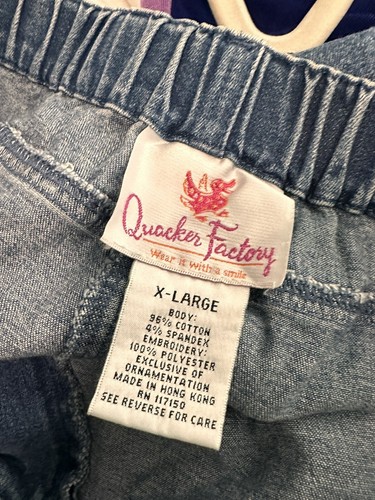 Quacker Factory
Wear it with a smile
X-LARGE
BODY:
96% COTTON
4% SPANDEX
EMBROIDERY:
100% POLYESTER
EXCLUSIVE OF
ORNAMENTATION
MADE IN HONG KONG
RN 117150
SEE REVERSE FOR CARE